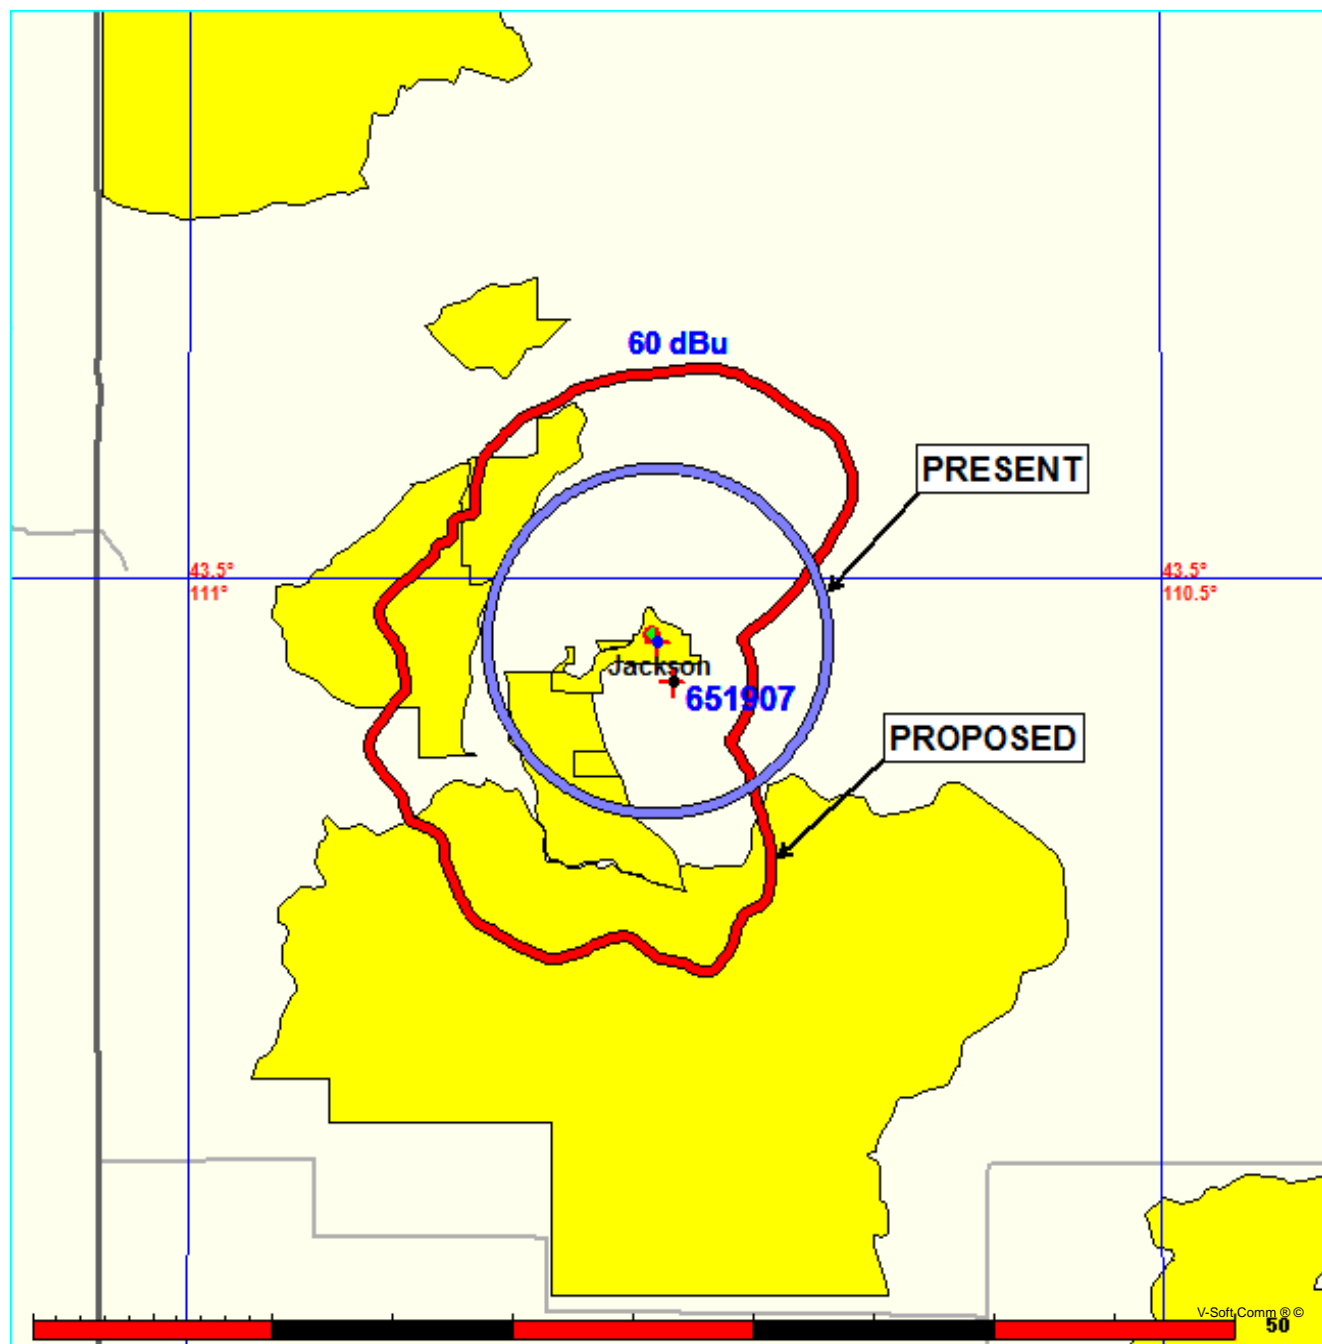 60 dBu
PRESENT
43.5°
111°
43.5°
110.5°
Jackson
651907
PROPOSED
V-Soft Comm ® ©
50